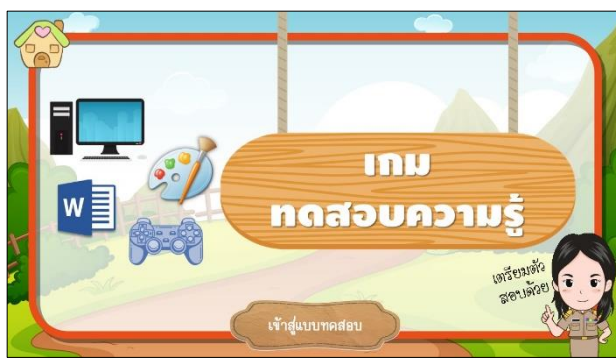 เกม
ทดสอบความรู้
W
เตรียมตัว
สอบด้วย
เข้าสู่แบบทดสอบ